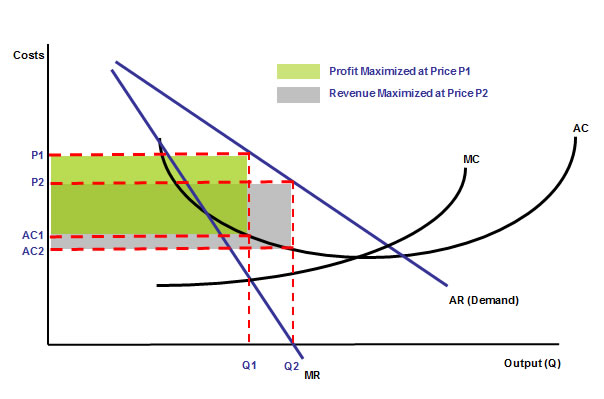 Costs
Profit Maximized at Price P1
Revenue Maximized at Price P2
AC
P1
MC
P2
AC1
AC2
AR (Demand)
Q1
Q2
Output (Q)
MR